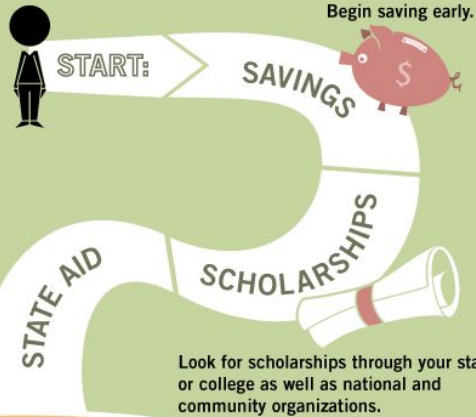 Begin saving early.
START:
SAVINGS
$
SCHOLARSHIPS
STATE AID
Look for scholarships through your sta
or college as well as national and
community organizations.